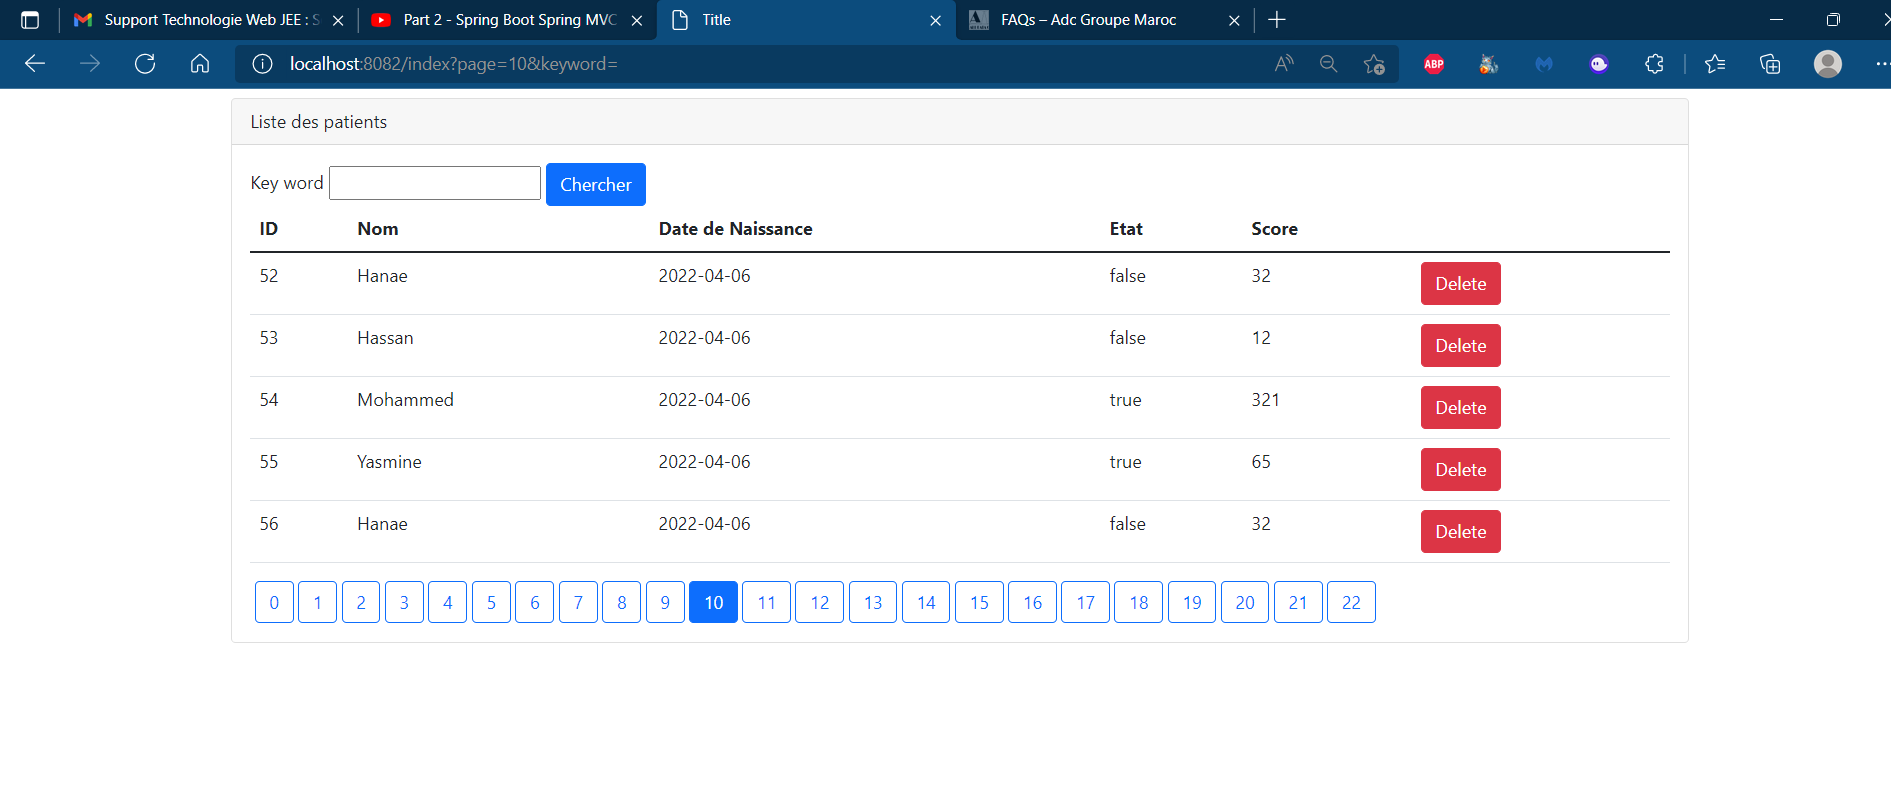 Support Technologie Web JEE : S
Part 2 - Spring Boot Spring MVC
Title
FAQs – Adc Groupe Maroc
localhost:8082/index?page=10&keyword=
ABP
Liste des patients
Key word Chercher
ID Nom Date de Naissance Etat Score
52 Hanae 2022-04-06 false 32 Delete
53 Hassan 2022-04-06 false 12 Delete
54 Mohammed 2022-04-06 true 321 Delete
55 Yasmine 2022-04-06 true 65 Delete
56 Hanae 2022-04-06 false 32 Delete
0 1 2 3 4 5 6 7 8 9 10 11 12 13 14 15 16 17 18 19 20 21 22